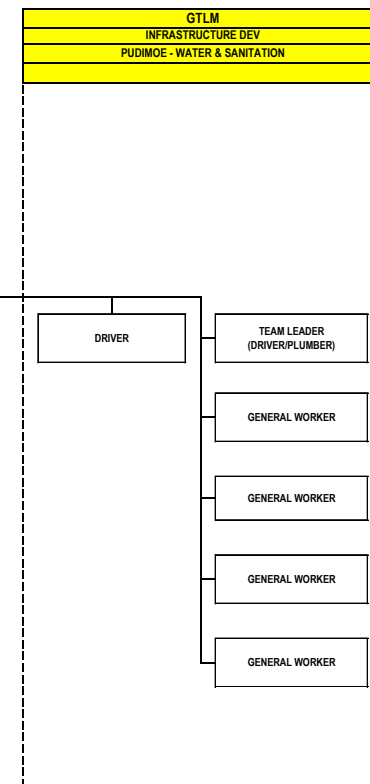 GTLM
INFRASTRUCTURE DEV
PUDIMOE - WATER & SANITATION
DRIVER
TEAM LEADER
(DRIVER/PLUMBER)
GENERAL WORKER
GENERAL WORKER
GENERAL WORKER
GENERAL WORKER